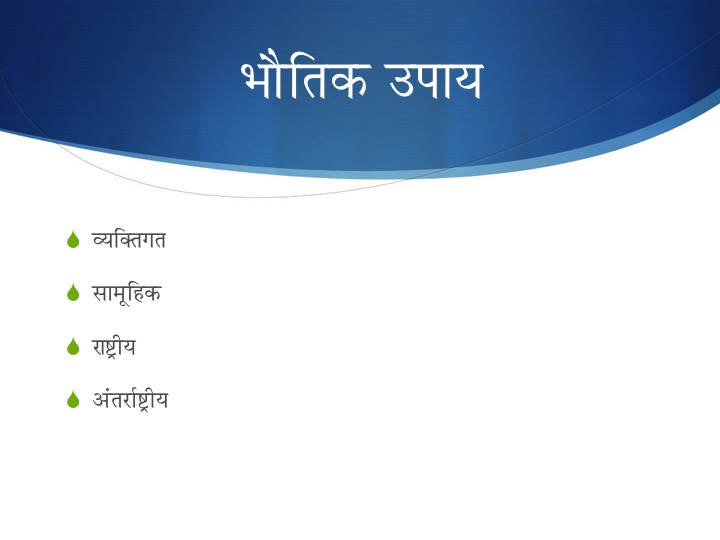 भौतिक उपाय
व्यक्तिगत
सामूहिक
राष्ट्रीय
अंतर्राष्ट्रीय